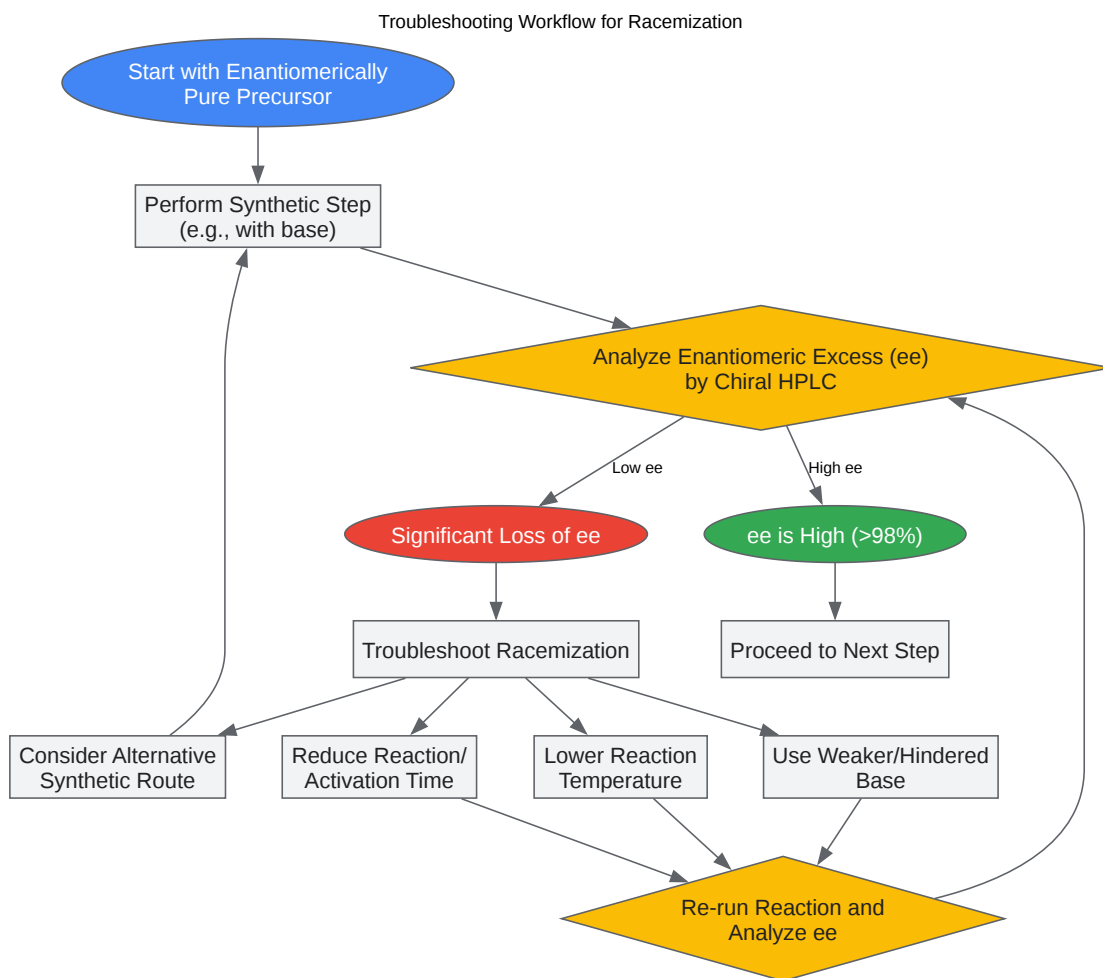 Troubleshooting Workflow for Racemization
Start with Enantiomerically
Pure Precursor
Perform Synthetic Step
(e.g., with base)
Analyze Enantiomeric Excess (ee)
by Chiral HPLC
Low ee
High ee
Significant Loss of ee
ee is High (>98%)
Troubleshoot Racemization
Proceed to Next Step
Consider Alternative
Synthetic Route
Reduce Reaction/
Activation Time
Lower Reaction
Temperature
Use Weaker/Hindered
Base
Re-run Reaction and
Analyze ee